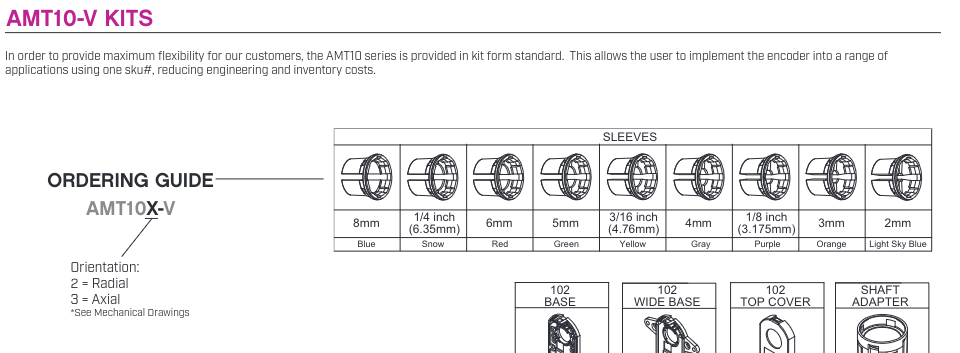 AMT10-V KITS
In order to provide maximum flexibility for our customers, the AMT10 series is provided in kit form standard. This allows the user to implement the encoder into a range of
applications using one sku#, reducing engineering and inventory costs.
SLEEVES
ORDERING GUIDE
AMT10X-V
8mm
1/4 inch
(6.35mm)
6mm
5mm
3/16 inch
(4.76mm)
4mm
1/8 inch
(3.175mm)
3mm
2mm
Blue
Snow
Red
Green
Yellow
Gray
Purple
Orange
Light Sky Blue
Orientation:
2 = Radial
3 = Axial
*See Mechanical Drawings
102
BASE
102
WIDE BASE
102
TOP COVER
SHAFT
ADAPTER